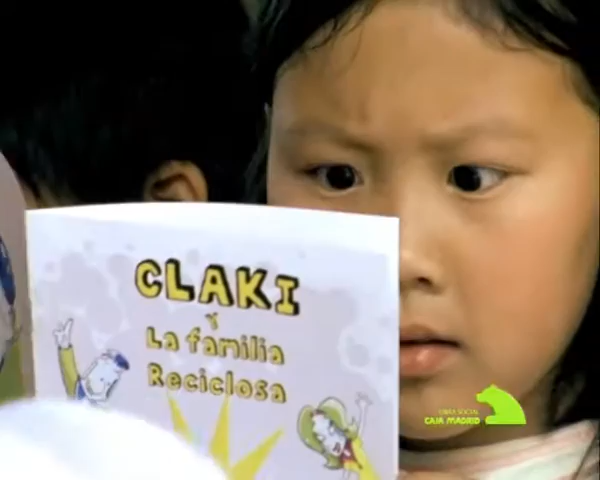 CLAKI
Y
La familia
Reciclosa
OBRA SOCIAL
CAJA MADRID